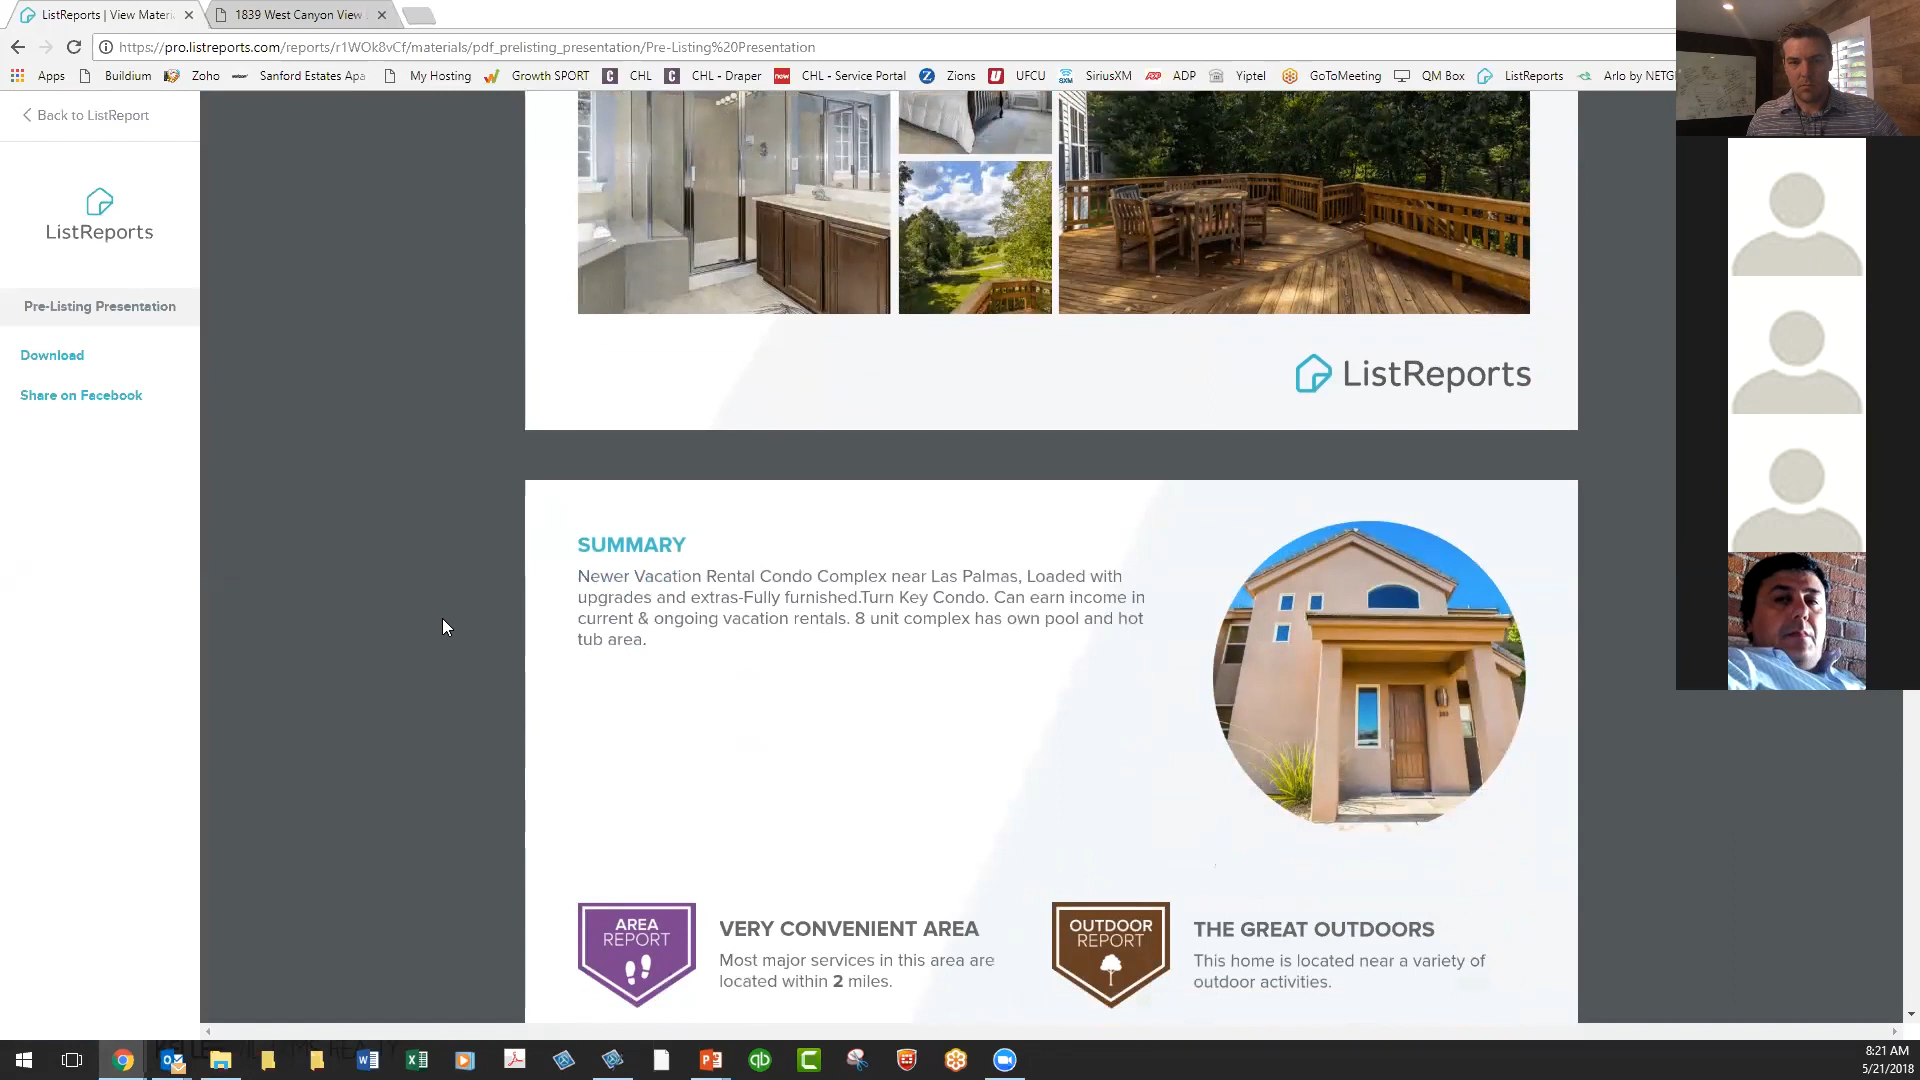 ListReports | View Materi
1839 West Canyon View
https://pro.listreports.com/reports/r1WOk8vCf/materials/pdf_prelisting_presentation/Pre-Listing%20Presentation
Apps Buildium Zoho Sanford Estates Apa My Hosting Growth SPORT CHL CHL - Draper CHL - Service Portal Zions UFCU SiriusXM ADP Yiptel GoToMeeting QM Box ListReports Arlo by NETG
Back to ListReport
ListReports
Pre-Listing Presentation
Download
Share on Facebook
ListReports
SUMMARY
Newer Vacation Rental Condo Complex near Las Palmas, Loaded with
upgrades and extras-Fully furnished.Turn Key Condo. Can earn income in
current & ongoing vacation rentals. 8 unit complex has own pool and hot
tub area.
AREA
REPORT
VERY CONVENIENT AREA
Most major services in this area are
located within 2 miles.
OUTDOOR
REPORT
THE GREAT OUTDOORS
This home is located near a variety of
outdoor activities.
8:21 AM
5/21/2018